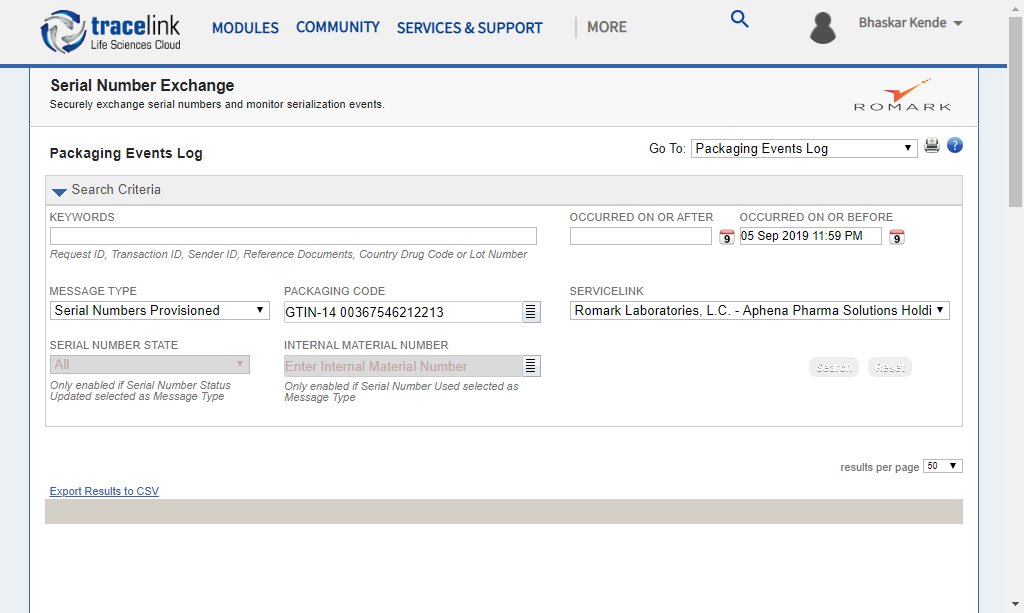 tracelink
Life Sciences Cloud
MODULES COMMUNITY SERVICES & SUPPORT MORE
Bhaskar Kende
Serial Number Exchange
Securely exchange serial numbers and monitor serialization events.
ROMARK
Packaging Events Log
Go To: Packaging Events Log
?
Search Criteria
KEYWORDS
OCCURRED ON OR AFTER OCCURRED ON OR BEFORE
9 05 Sep 2019 11:59 PM 9
Request ID, Transaction ID, Sender ID, Reference Documents, Country Drug Code or Lot Number
MESSAGE TYPE PACKAGING CODE SERVICELINK
Serial Numbers Provisioned GTIN-14 00367546212213 Romark Laboratories, L.C. - Aphena Pharma Solutions Holdi
SERIAL NUMBER STATE INTERNAL MATERIAL NUMBER
All Enter Internal Material Number Search Reset
Only enabled if Serial Number Status
Updated selected as Message Type
Only enabled if Serial Number Used selected as
Message Type
results per page 50
Export Results to CSV